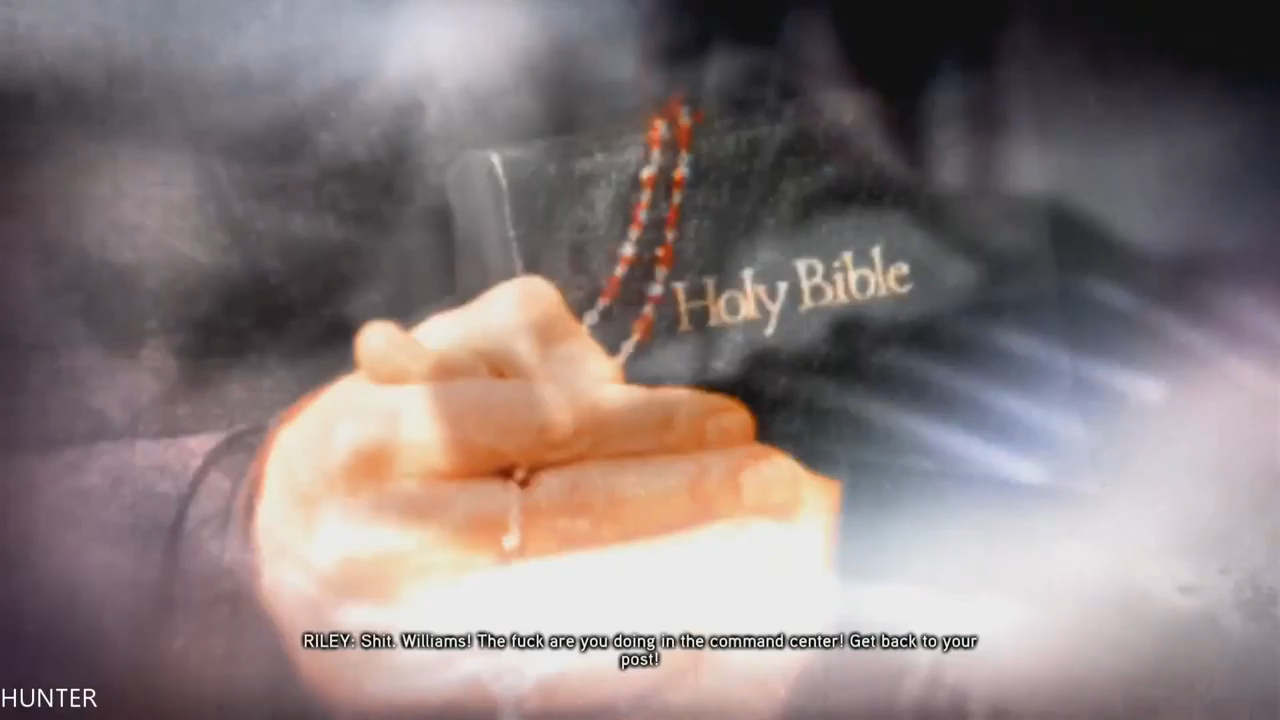 Holy Bible
RILEY: Shit. Williams! The fuck are you doing in the command center! Get back to your
post!
HUNTER